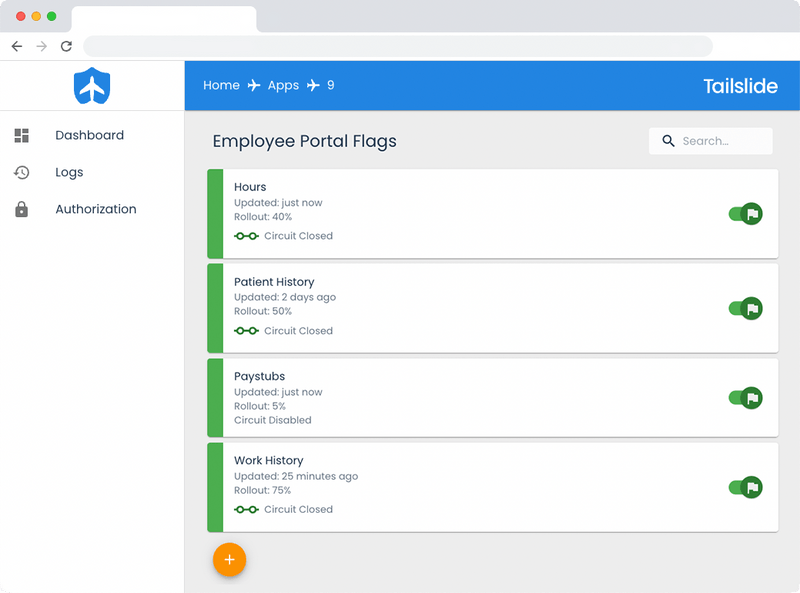 Home Apps 9
Tailslide
Dashboard
Logs
Authorization
Employee Portal Flags
Search...
Hours
Updated: just now
Rollout: 40%
Circuit Closed
Patient History
Updated: 2 days ago
Rollout: 50%
Circuit Closed
Paystubs
Updated: just now
Rollout: 5%
Circuit Disabled
Work History
Updated: 25 minutes ago
Rollout: 75%
Circuit Closed
+